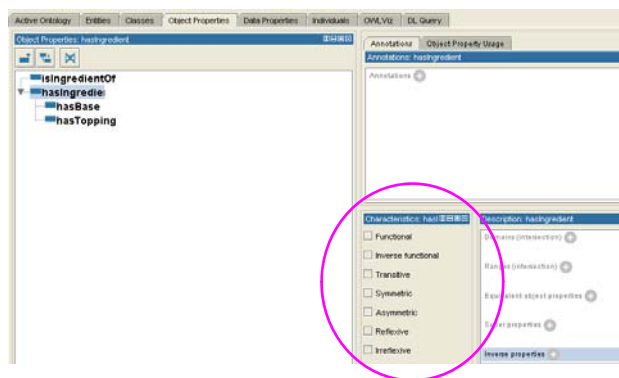 Active Ontology Entities Classes Object Properties Data Properties Individuals OWLViz DL Query
Object Properties: hasIngredient
isIngredientOf
hasIngredie
hasBase
hasTopping
Annotations Object Property Usage
Annotations: hasIngredient
Annotations
Characteristics: hasI
Functional
Inverse functional
Transitive
Symmetric
Asymmetric
Reflexive
Irreflexive
Description: hasIngredient
Domains (intersection)
Ranges (intersection)
Equivalent object properties
Super properties
Inverse properties